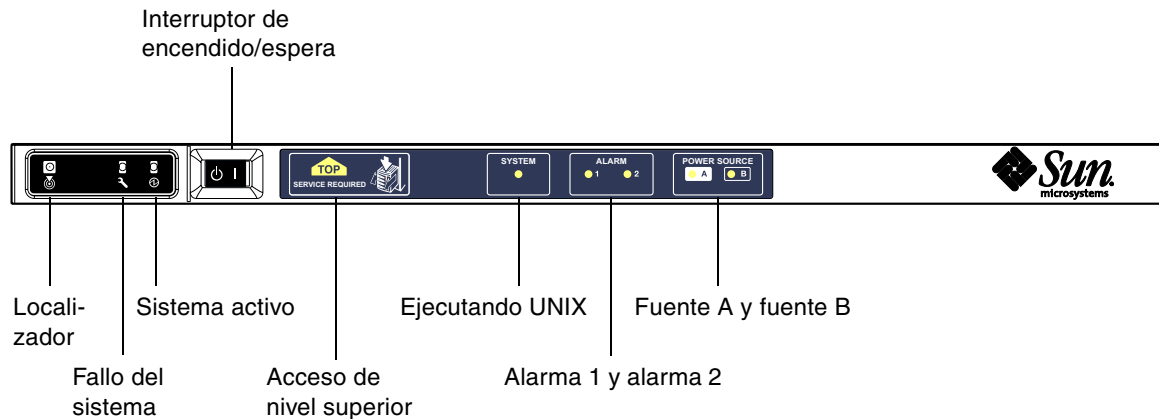 Interruptor de
encendido/espera
TOP
SERVICE REQUIRED
SYSTEM
ALARM
1
2
POWER SOURCE
A
B
Sun.
microsystems
Locali-
zador
Sistema activo
Ejecutando UNIX
Fuente A y fuente B
Fallo del
sistema
Acceso de
nivel superior
Alarma 1 y alarma 2